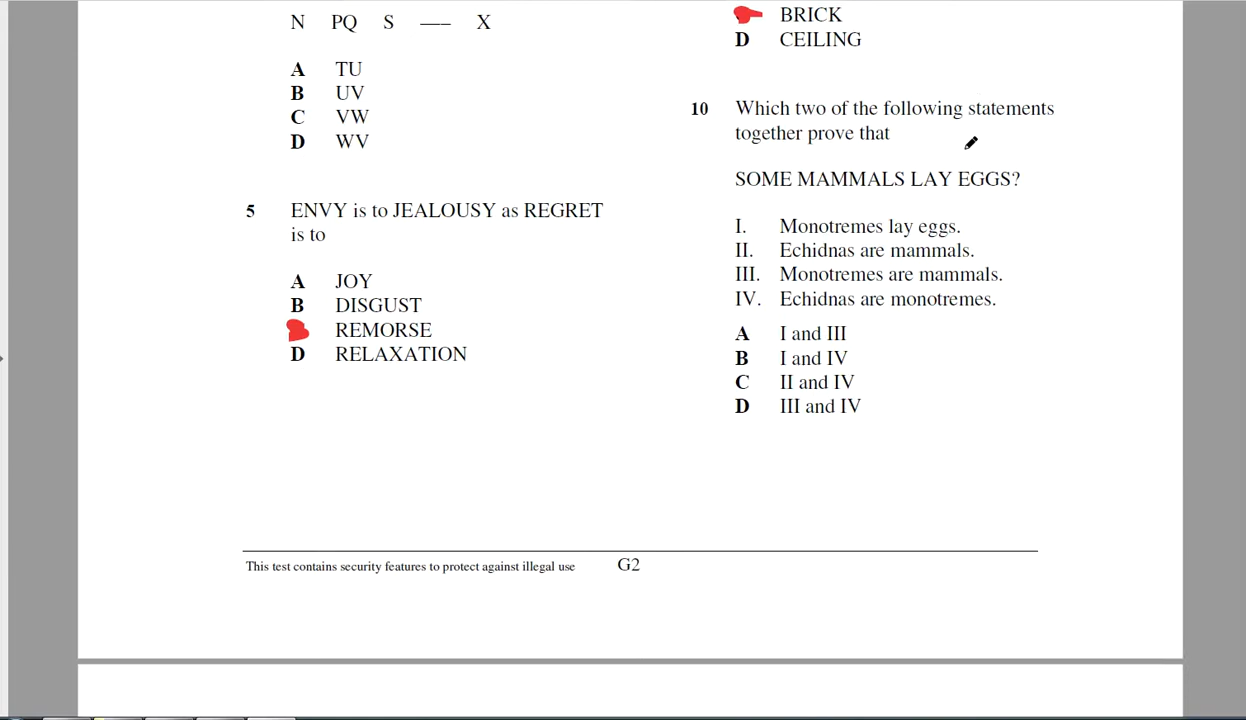 N PQ S —– X
A TU
B UV
C VW
D WV
5 ENVY is to JEALOUSY as REGRET
is to
A JOY
B DISGUST
REMORSE
D RELAXATION
BRICK
D CEILING
10 Which two of the following statements
together prove that
SOME MAMMALS LAY EGGS?
I. Monotremes lay eggs.
II. Echidnas are mammals.
III. Monotremes are mammals.
IV. Echidnas are monotremes.
A I and III
B I and IV
C II and IV
D III and IV
This test contains security features to protect against illegal use G2